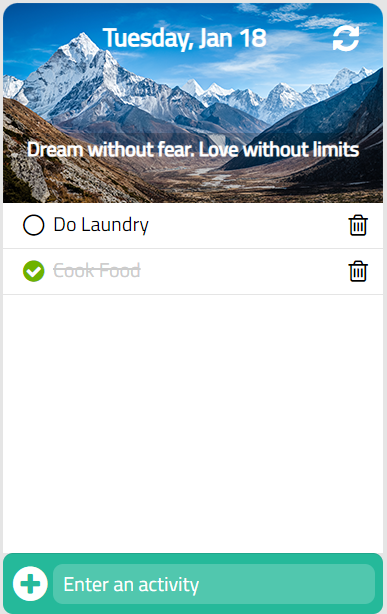 Tuesday, Jan 18
Dream without fear. Love without limits
Do Laundry
Cook Food
Enter an activity